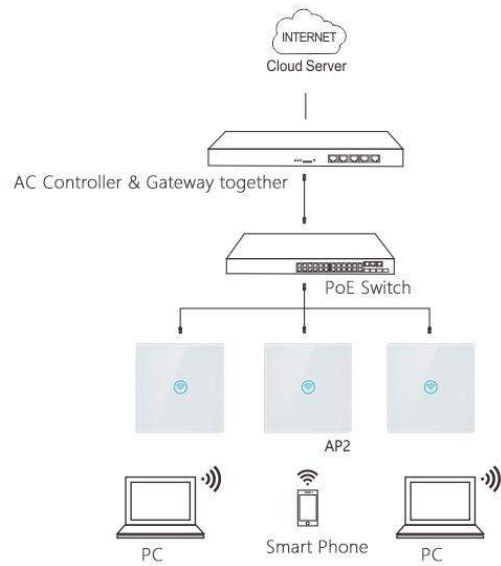 INTERNET
Cloud Server
AC Controller & Gateway together
PoE Switch
AP2
PC
Smart Phone
PC